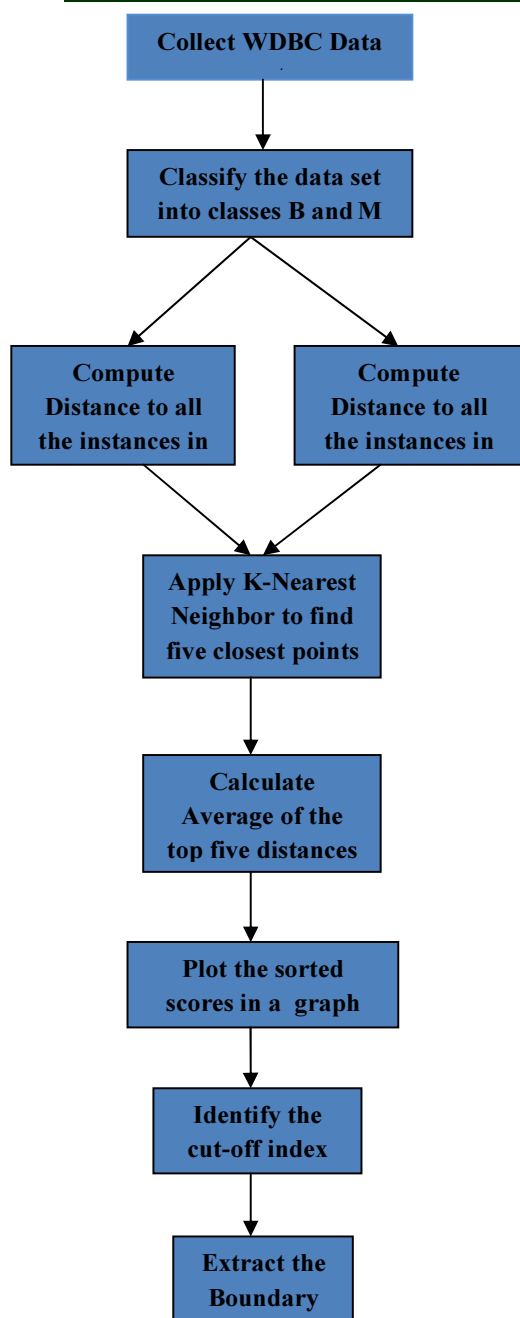 Collect WDBC Data
.
Classify the data set
into classes B and M
Compute
Distance to all
the instances in
Compute
Distance to all
the instances in
Apply K-Nearest
Neighbor to find
five closest points
Calculate
Average of the
top five distances
Plot the sorted
scores in a graph
Identify the
cut-off index
Extract the
Boundary